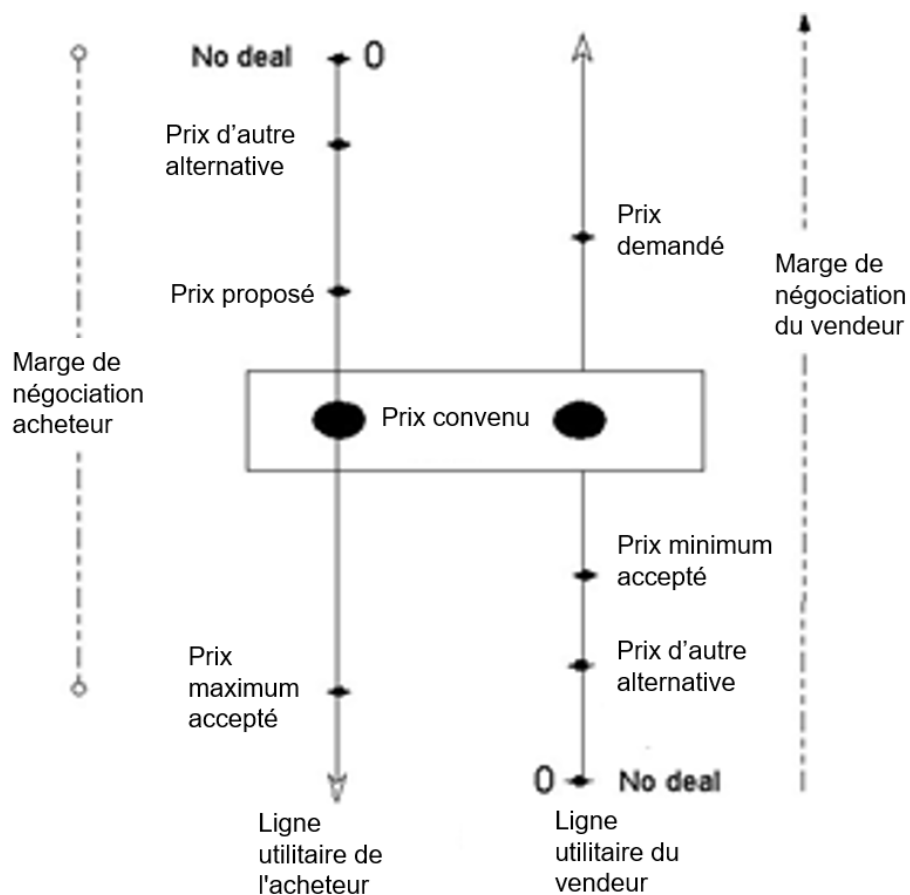 No deal 0
Prix d'autre
alternative
Prix
demandé
Prix proposé
Marge de
négociation
du vendeur
Marge de
négociation
acheteur
Prix convenu
Prix minimum
accepté
Prix
maximum
accepté
Prix d'autre
alternative
0 No deal
Ligne
utilitaire de
l'acheteur
Ligne
utilitaire du
vendeur